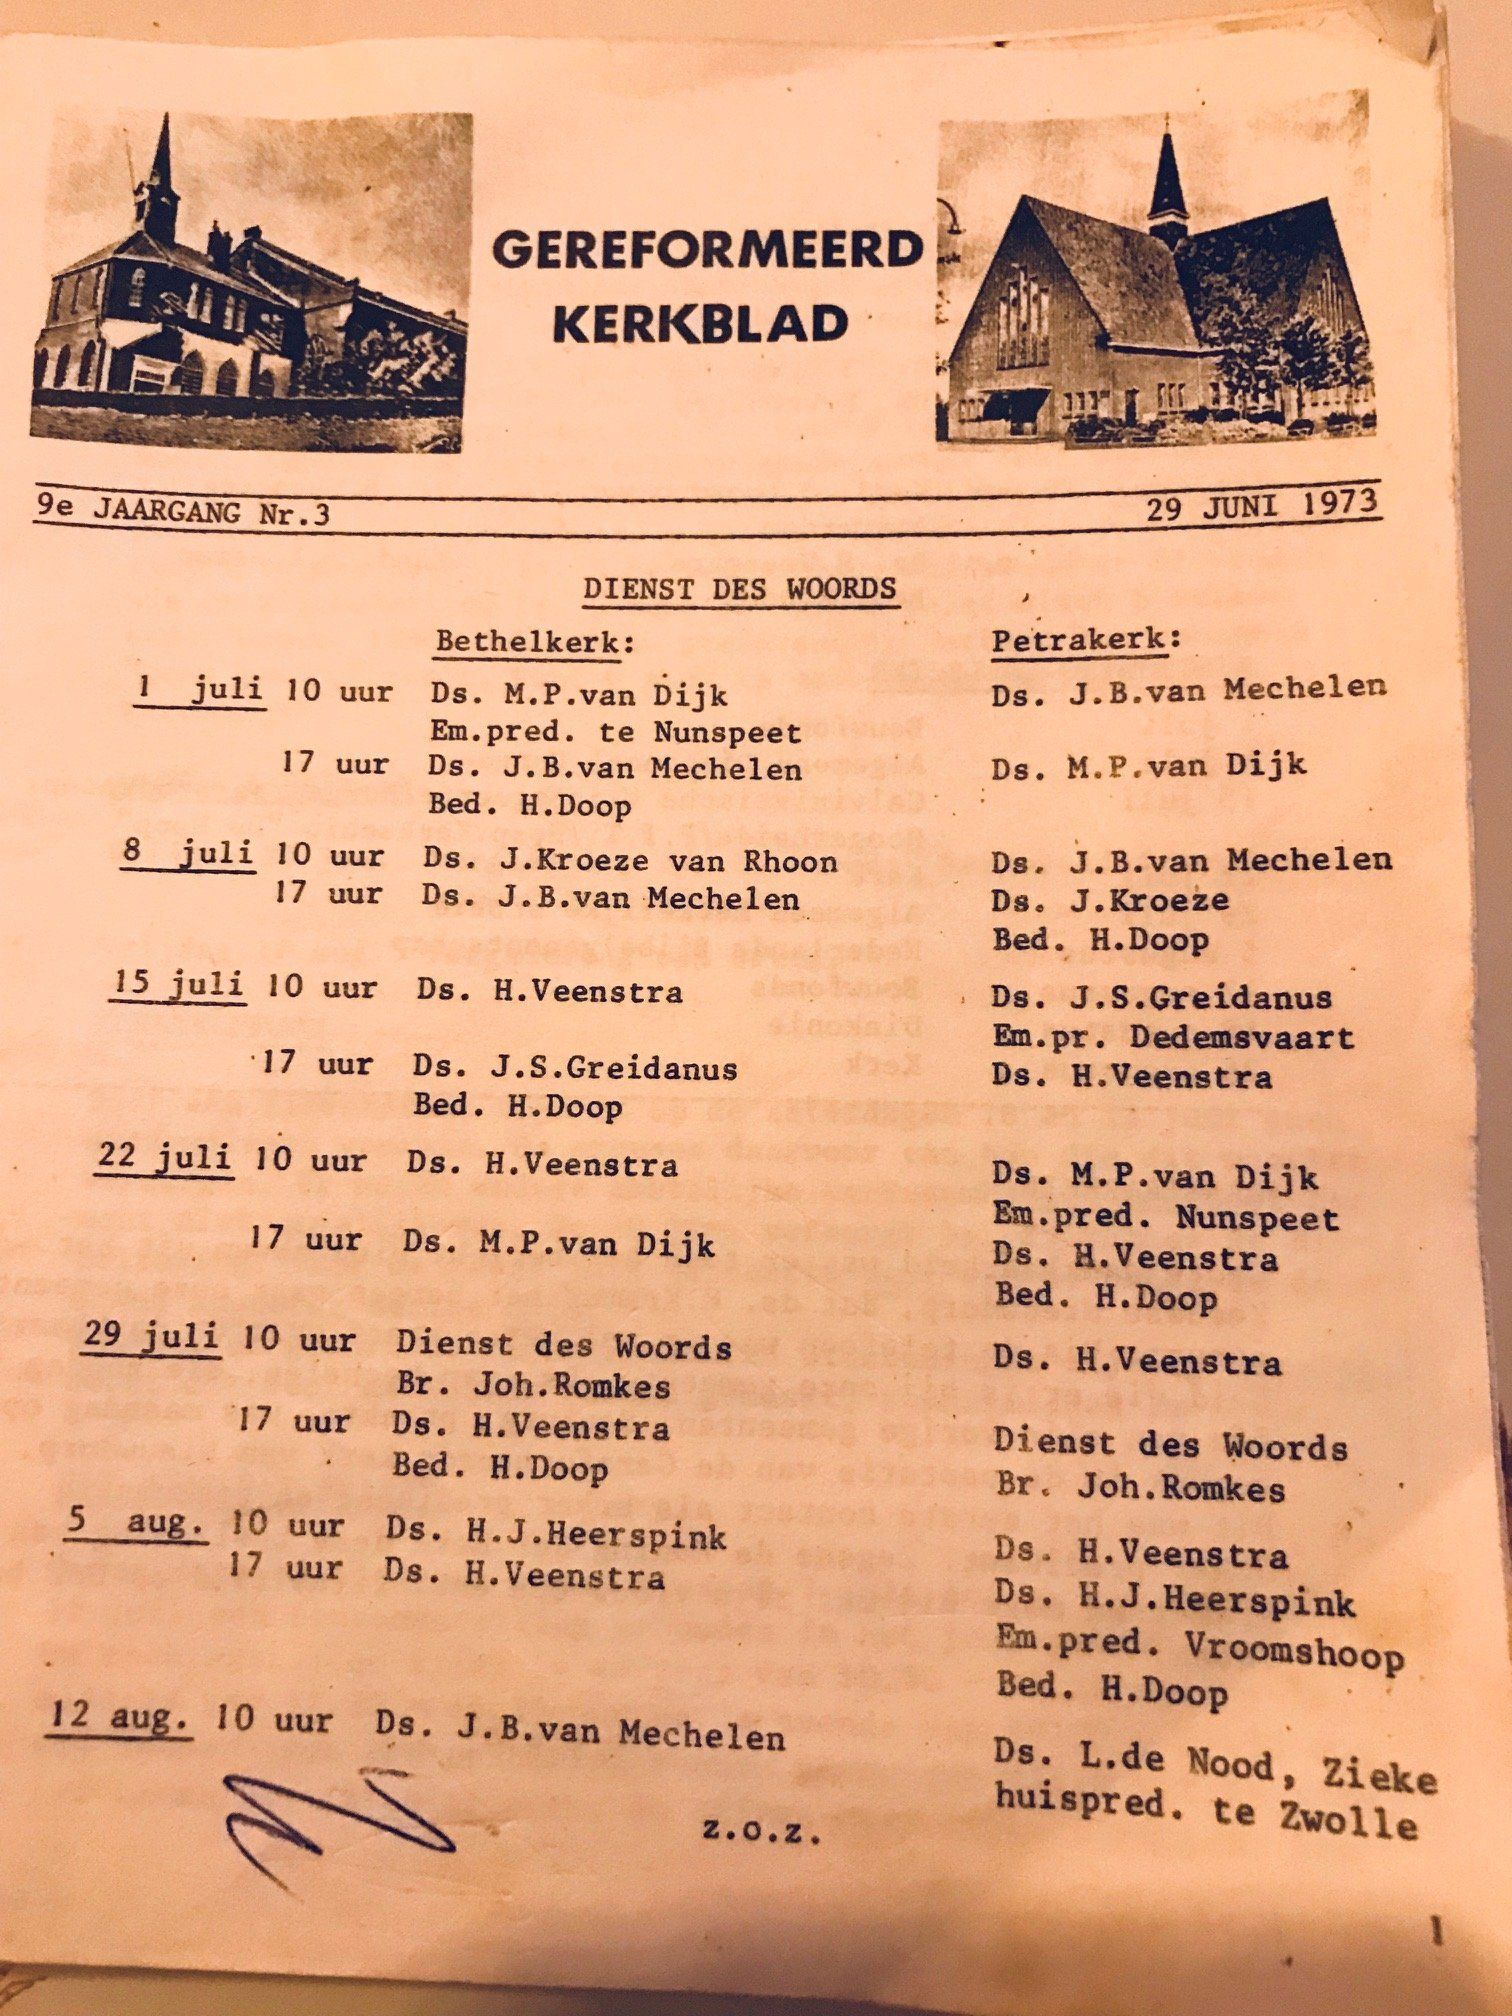 GEREFORMEERD
KERKBLAD
9e JAARGANG Nr.3 29 JUNI 1973
DIENST DES WOORDS
Bethelkerk: Petrakerk:
1 juli 10 uur Ds. M.P.van Dijk Ds. J.B.van Mechelen
Em.pred. te Nunspeet
17 uur Ds. J.B.van Mechelen Ds. M.P.van Dijk
Bed. H.Doop
8 juli 10 uur Ds. J.Kroeze van Rhoon Ds. J.B.van Mechelen
17 uur Ds. J.B.van Mechelen Ds. J.Kroeze
Bed. H.Doop
15 juli 10 uur Ds. H.Veenstra Ds. J.S.Greidanus
Em.pr. Dedemsvaart
17 uur Ds. J.S.Greidanus Ds. H.Veenstra
Bed. H.Doop
22 juli 10 uur Ds. H.Veenstra Ds. M.P.van Dijk
Em.pred. Nunspeet
17 uur Ds. M.P.van Dijk Ds. H.Veenstra
Bed. H.Doop
29 juli 10 uur Dienst des Woords Ds. H.Veenstra
Br. Joh.Romkes
17 uur Ds. H.Veenstra Dienst des Woords
Bed. H.Doop Br. Joh.Romkes
5 aug. 10 uur Ds. H.J.Heerspink Ds. H.Veenstra
17 uur Ds. H.Veenstra Ds. H.J.Heerspink
Em.pred. Vroomshoop
Bed. H.Doop
12 aug. 10 uur Ds. J.B.van Mechelen Ds. L.de Nood, Zieke
huispred. te Zwolle
z.o.z.
1